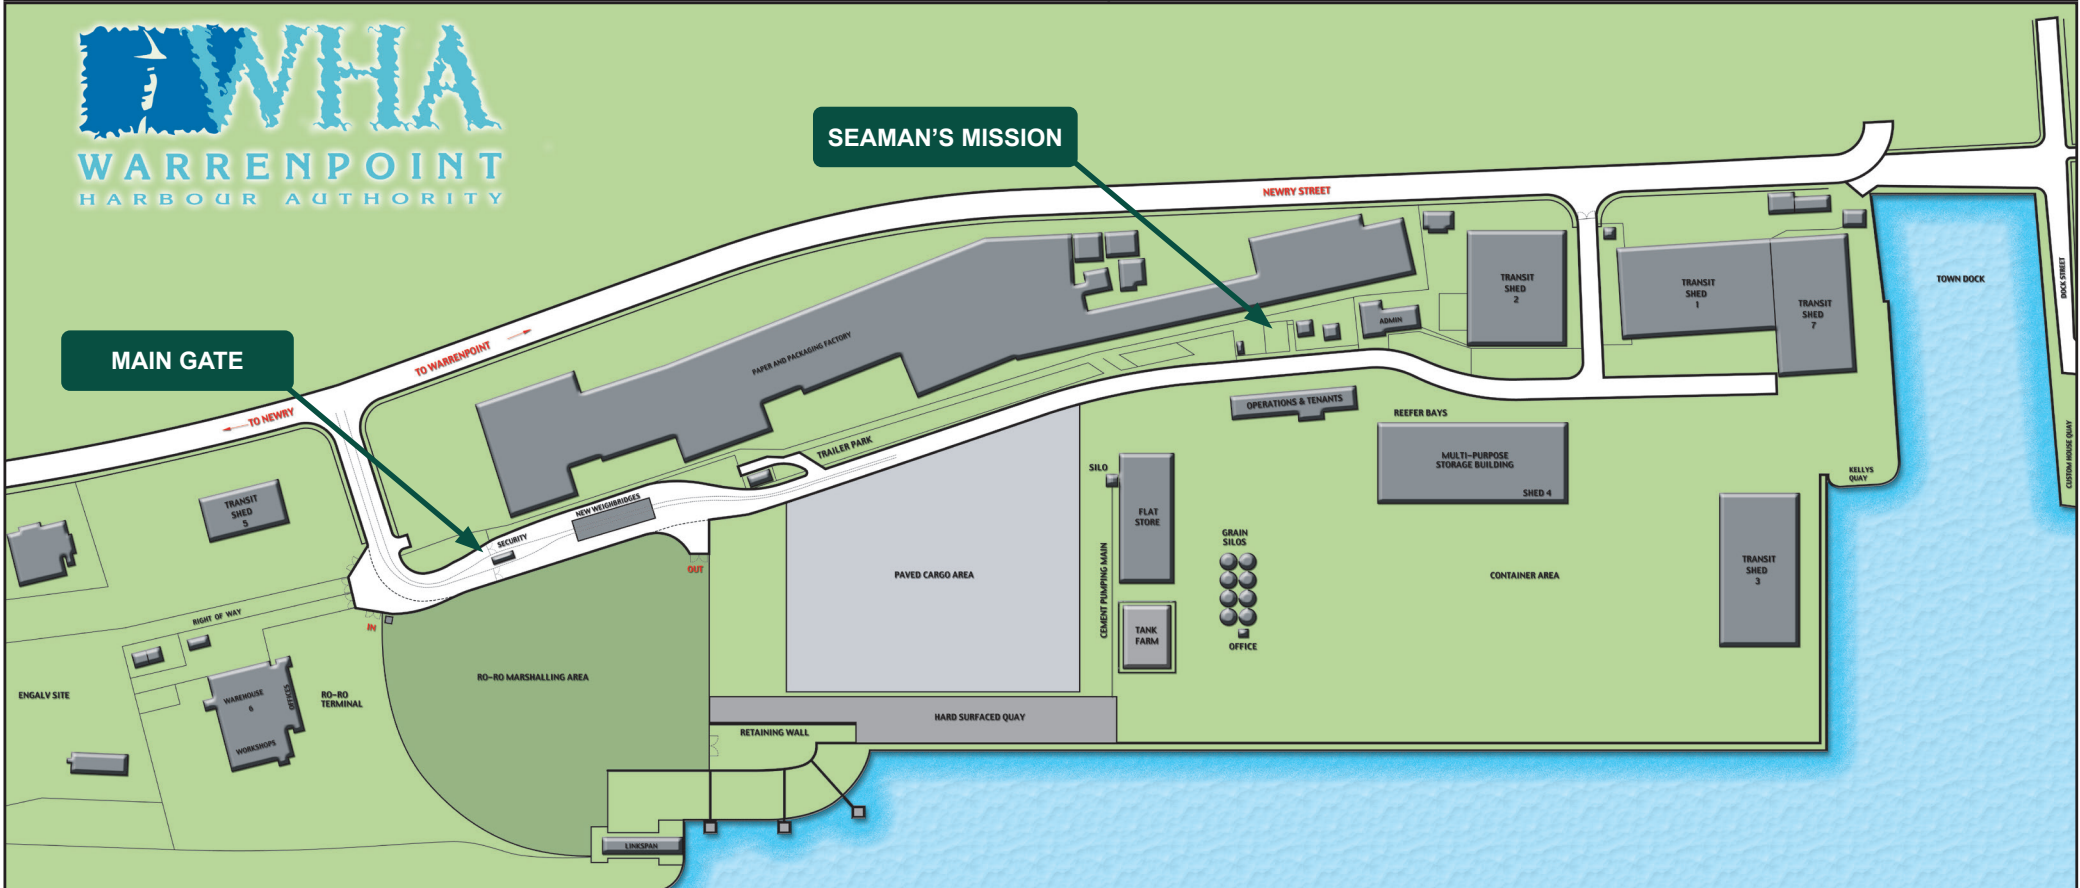 WHA
WARRENPOINT
HARBOUR AUTHORITY
SEAMAN'S MISSION
NEWRY STREET
MAIN GATE
TO WARRENPOINT
TO NEWRY
PAPER AND PACKAGING FACTORY
TRANSIT
SHED
2
TRANSIT
SHED
1
TRANSIT
SHED
7
TOWN DOCK
DOCK STREET
ADMIN
OPERATIONS & TENANTS
REEFER BAYS
TRAILER PARK
MULTI-PURPOSE
STORAGE BUILDING
SHED 4
KELLYS
QUAY
CUSTOM HOUSE QUAY
SILO
TRANSIT
SHED
5
NEW WEIGHBRIDGES
SECURITY
FLAT
STORE
GRAIN
SILOS
OUT
PAVED CARGO AREA
CEMENT PUMPING MAIN
CONTAINER AREA
TRANSIT
SHED
3
RIGHT OF WAY
IN
TANK
FARM
OFFICE
RO-RO MARSHALLING AREA
ENGALV SITE
WAREHOUSE
6
OFFICES
WORKSHOPS
RO-RO
TERMINAL
HARD SURFACED QUAY
RETAINING WALL
LINKSPAN